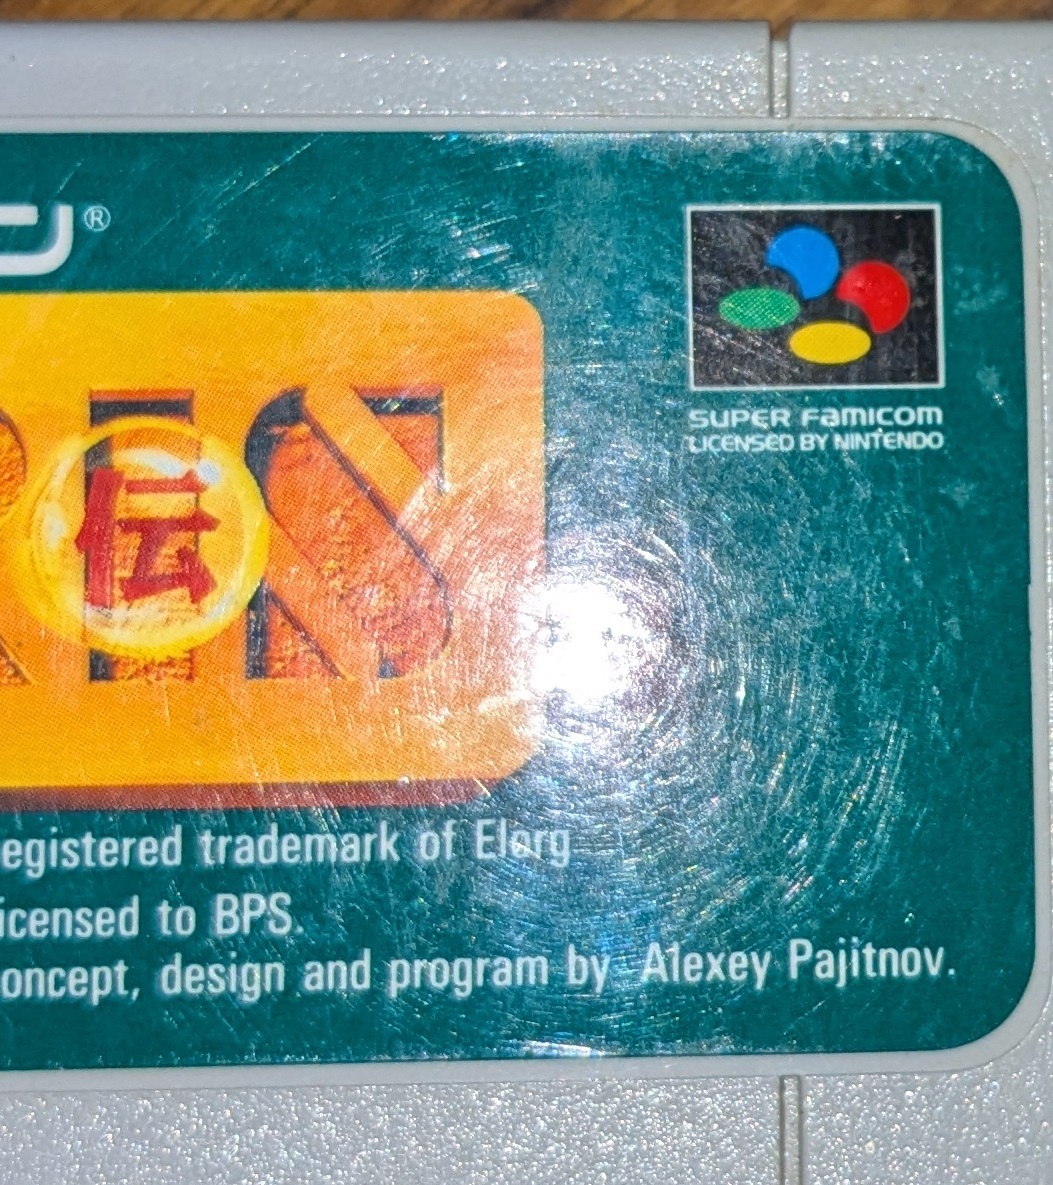 ®
RIS
伝
SUPER FAMICOM
LICENSED BY NINTENDO
egistered trademark of Elorg
icensed to BPS.
oncept, design and program by Alexey Pajitnov.